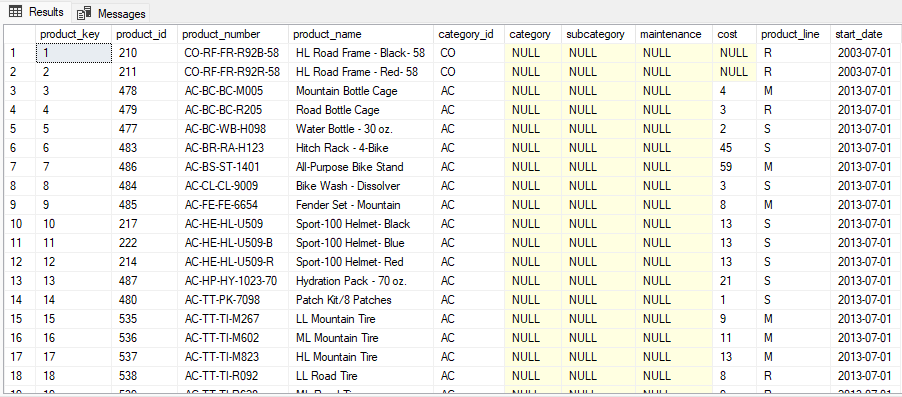 Results Messages
product_key product_id product_number product_name category_id category subcategory maintenance cost product_line start_date
1 1 210 CO-RF-FR-R92B-58 HL Road Frame - Black- 58 CO NULL NULL NULL NULL R 2003-07-01
2 2 211 CO-RF-FR-R92R-58 HL Road Frame - Red- 58 CO NULL NULL NULL NULL R 2003-07-01
3 3 478 AC-BC-BC-M005 Mountain Bottle Cage AC NULL NULL NULL 4 M 2013-07-01
4 4 479 AC-BC-BC-R205 Road Bottle Cage AC NULL NULL NULL 3 R 2013-07-01
5 5 477 AC-BC-WB-H098 Water Bottle - 30 oz. AC NULL NULL NULL 2 S 2013-07-01
6 6 483 AC-BR-RA-H123 Hitch Rack - 4-Bike AC NULL NULL NULL 45 S 2013-07-01
7 7 486 AC-BS-ST-1401 All-Purpose Bike Stand AC NULL NULL NULL 59 M 2013-07-01
8 8 484 AC-CL-CL-9009 Bike Wash - Dissolver AC NULL NULL NULL 3 S 2013-07-01
9 9 485 AC-FE-FE-6654 Fender Set - Mountain AC NULL NULL NULL 8 M 2013-07-01
10 10 217 AC-HE-HL-U509 Sport-100 Helmet- Black AC NULL NULL NULL 13 S 2013-07-01
11 11 222 AC-HE-HL-U509-B Sport-100 Helmet- Blue AC NULL NULL NULL 13 S 2013-07-01
12 12 214 AC-HE-HL-U509-R Sport-100 Helmet- Red AC NULL NULL NULL 13 S 2013-07-01
13 13 487 AC-HP-HY-1023-70 Hydration Pack - 70 oz. AC NULL NULL NULL 21 S 2013-07-01
14 14 480 AC-TT-PK-7098 Patch Kit/8 Patches AC NULL NULL NULL 1 S 2013-07-01
15 15 535 AC-TT-TI-M267 LL Mountain Tire AC NULL NULL NULL 9 M 2013-07-01
16 16 536 AC-TT-TI-M602 ML Mountain Tire AC NULL NULL NULL 11 M 2013-07-01
17 17 537 AC-TT-TI-M823 HL Mountain Tire AC NULL NULL NULL 13 M 2013-07-01
18 18 538 AC-TT-TI-R092 LL Road Tire AC NULL NULL NULL 8 R 2013-07-01